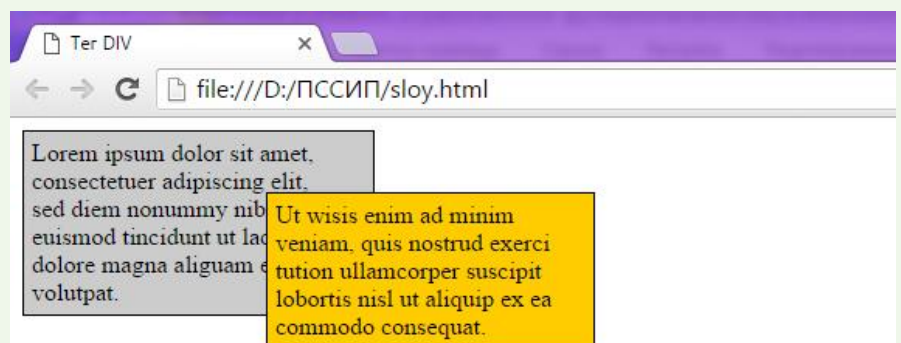 Ter DIV
file:///D:/ПССИП/sloy.html
Lorem ipsum dolor sit amet,
consectetuer adipiscing elit,
sed diem nonummy nib
euismod tincidunt ut lac
dolore magna aliguam e
volutpat.
Ut wisis enim ad minim
veniam, quis nostrud exerci
tution ullamcorper suscipit
lobortis nisl ut aliquip ex ea
commodo consequat.